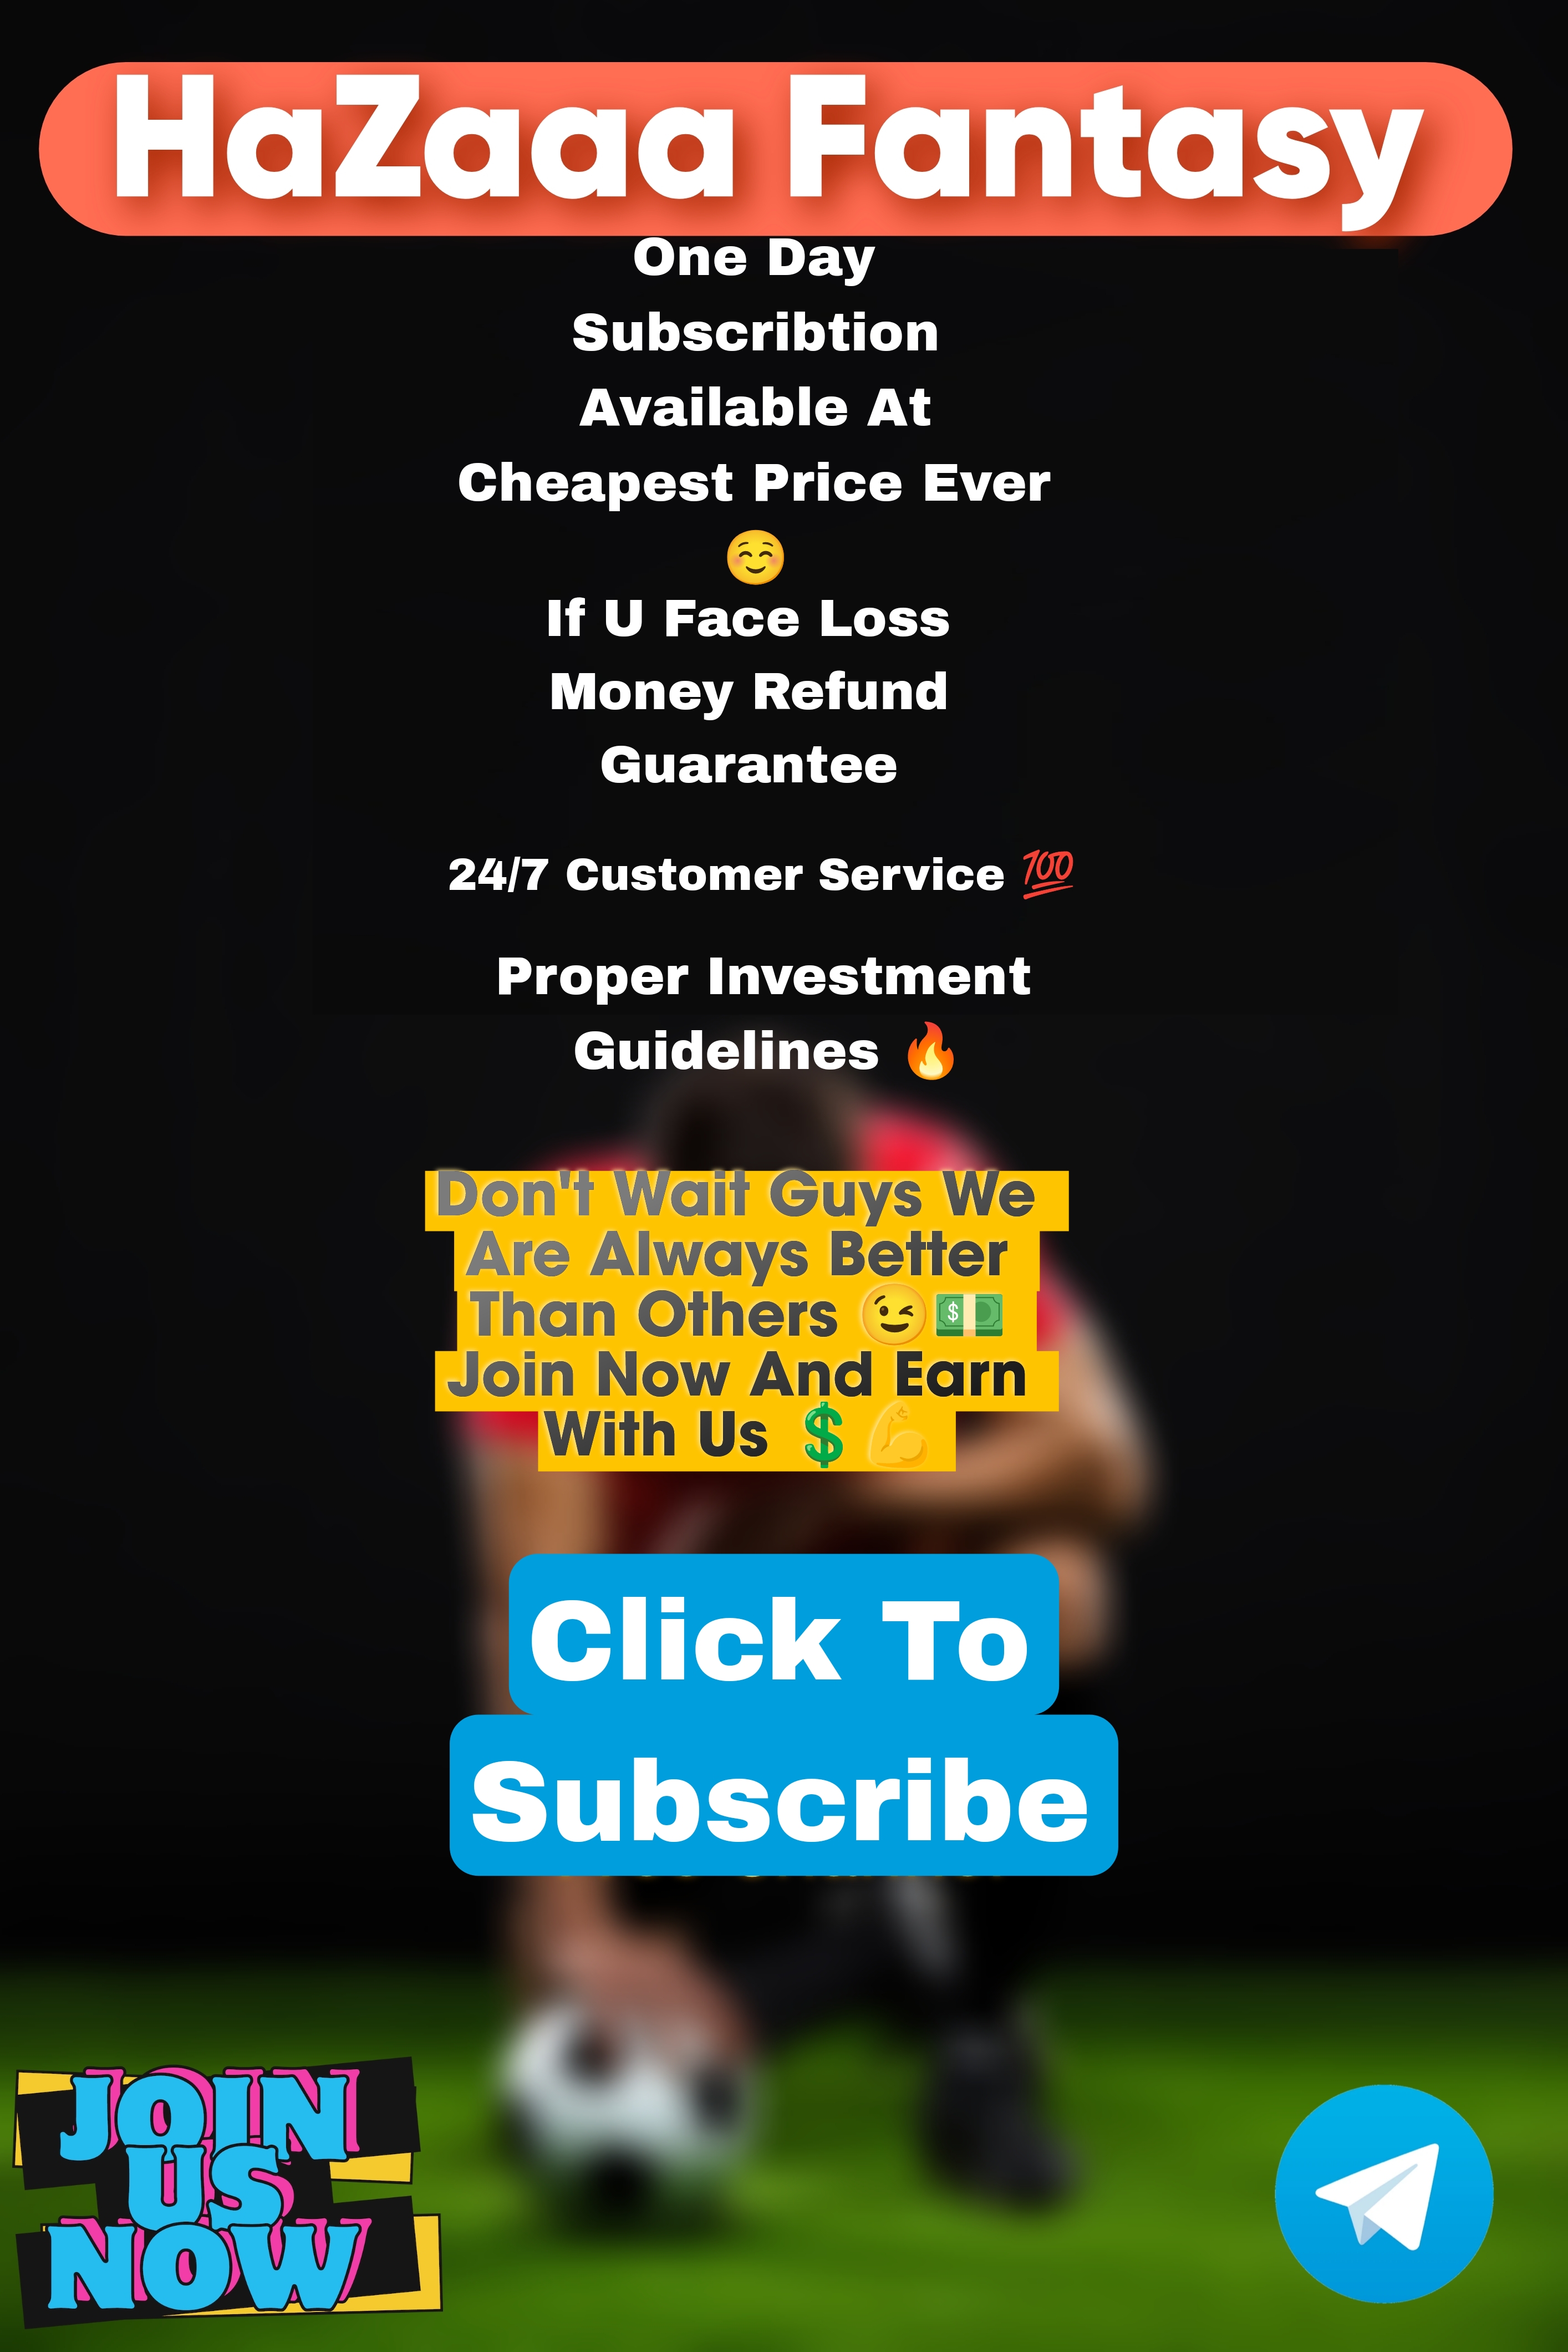 HaZaaa Fantasy
One Day
Subscribtion
Available At
Cheapest Price Ever
☺️
If U Face Loss
Money Refund
Guarantee
24/7 Customer Service 💯
Proper Investment
Guidelines 🔥
Don't Wait Guys We
Are Always Better
Than Others 😉💵
Join Now And Earn
With Us 💲💪
Click To
Subscribe
JOIN
US
NOW